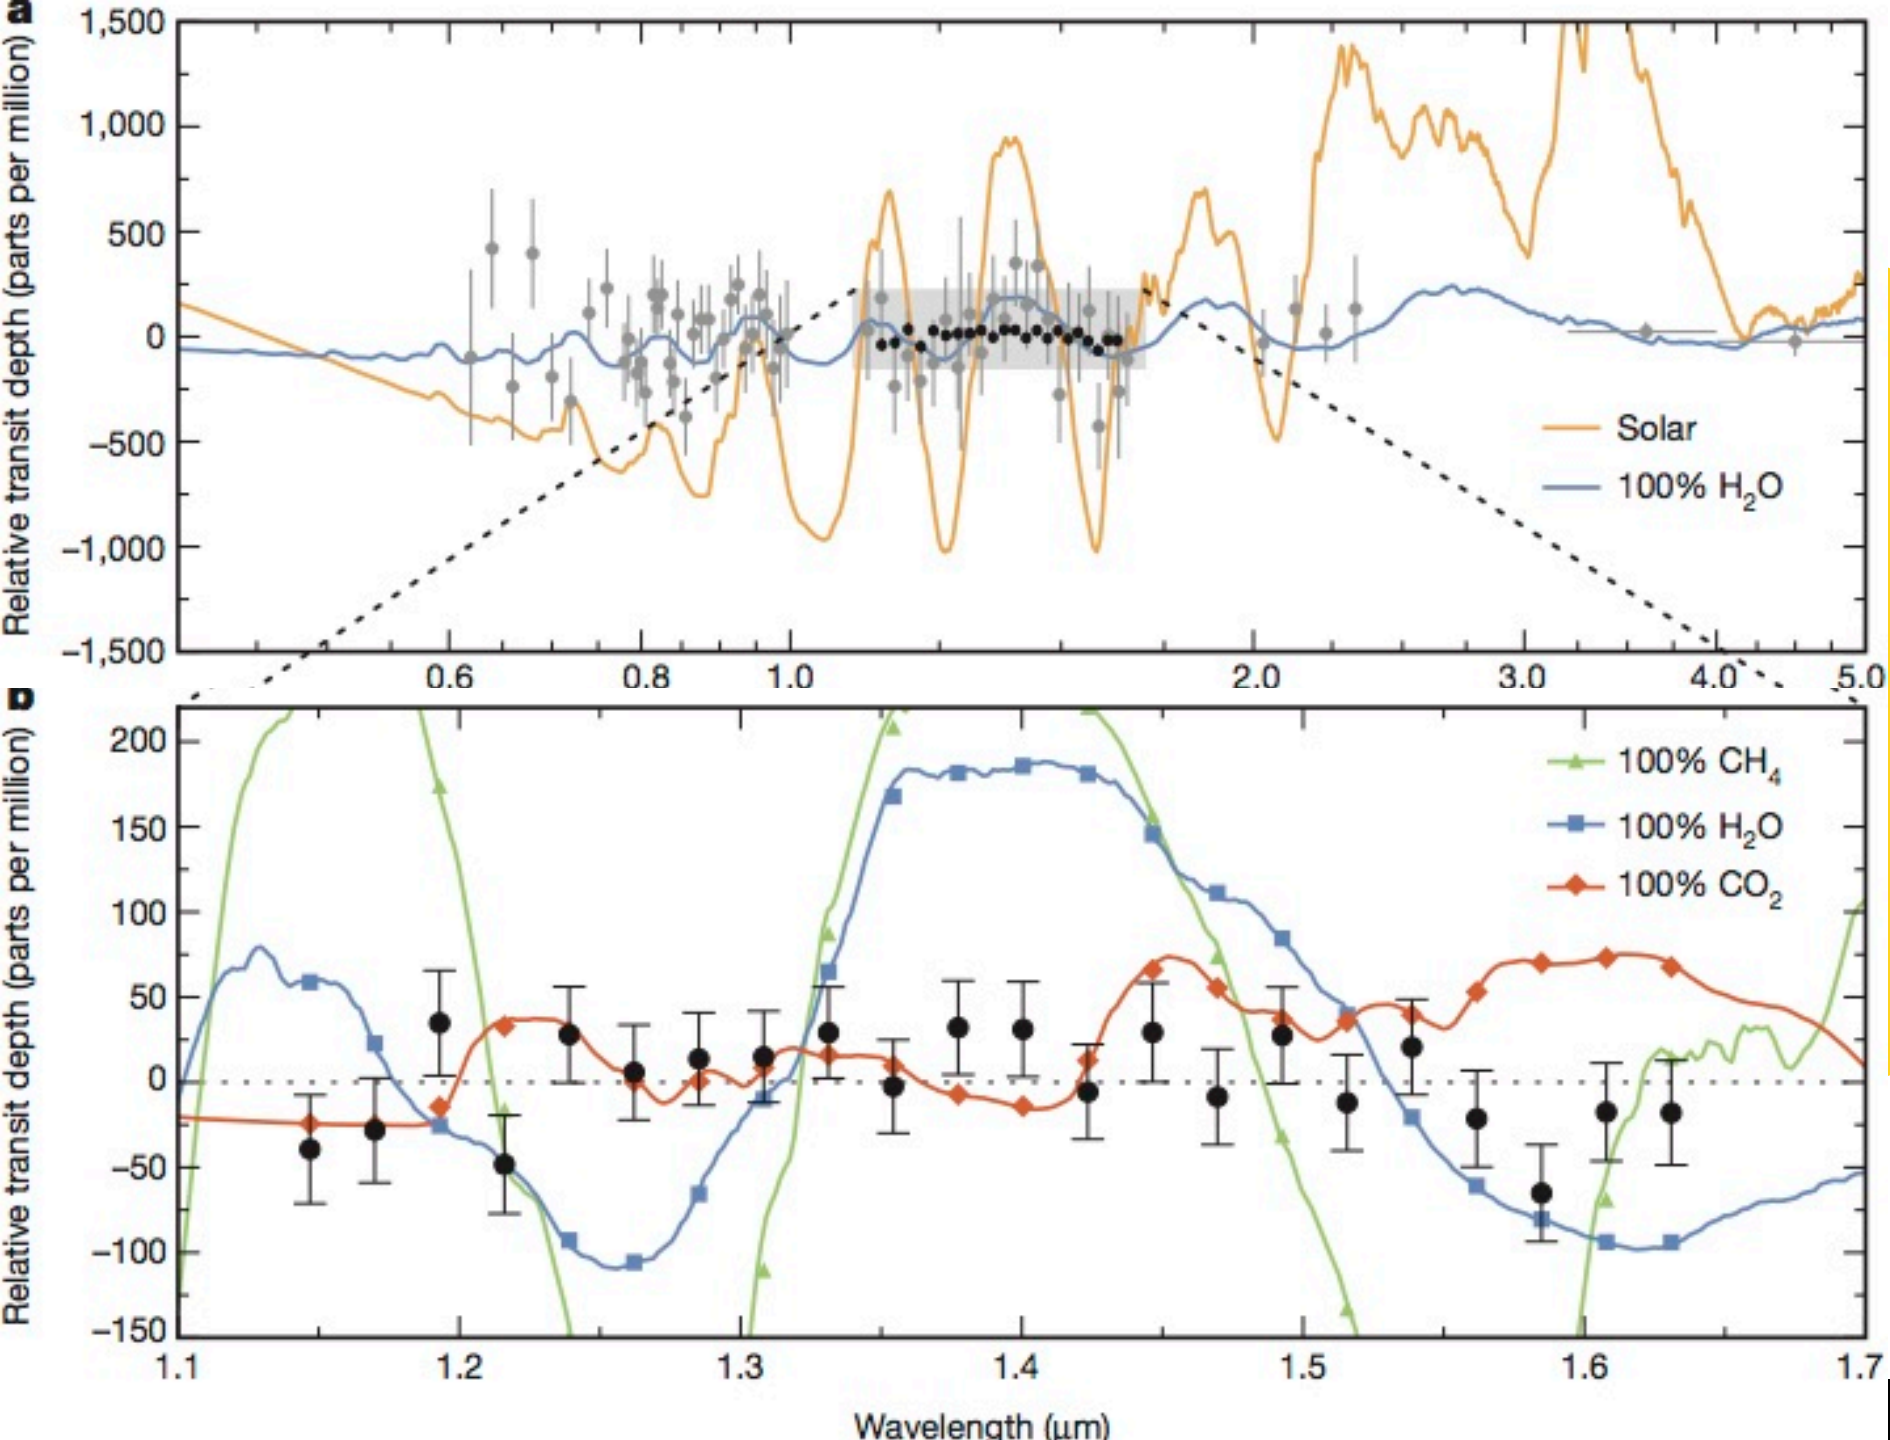 a
Relative transit depth (parts per million)
1,500
1,000
500
0
−500
−1,000
−1,500
Solar
100% H₂O
0.6 0.8 1.0 2.0 3.0 4.0 5.0
b
Relative transit depth (parts per million)
200
150
100
50
0
−50
−100
−150
100% CH₄
100% H₂O
100% CO₂
1.1 1.2 1.3 1.4 1.5 1.6 1.7
Wavelength (μm)